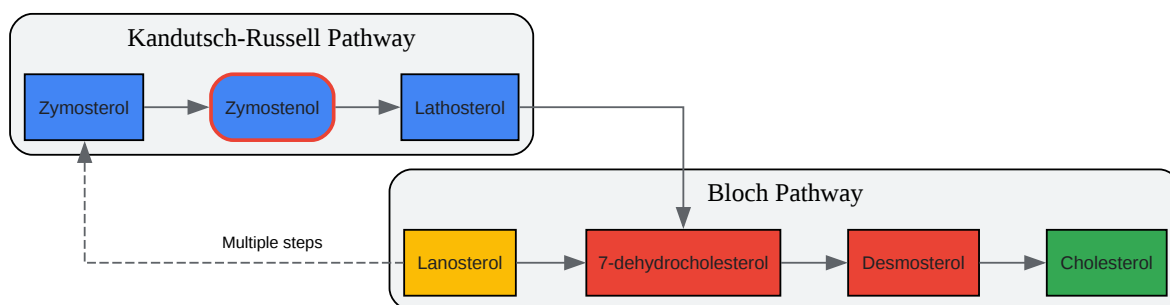 Kandutsch-Russell Pathway
Zymosterol
Zymostenol
Lathosterol
Bloch Pathway
Multiple steps
Lanosterol
7-dehydrocholesterol
Desmosterol
Cholesterol